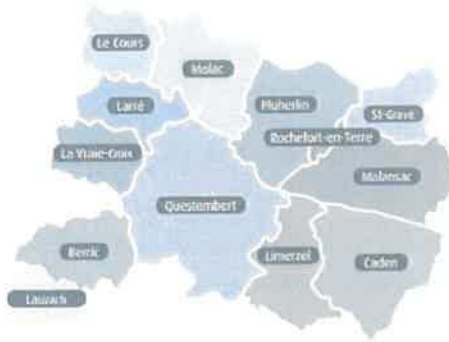 Le Cours
Molac
Larré
Pluherlin
St-Gravé
Rochefort-en-Terre
La Vraie-Croix
Malansac
Questembert
Berric
Limerzel
Caden
Lauzach